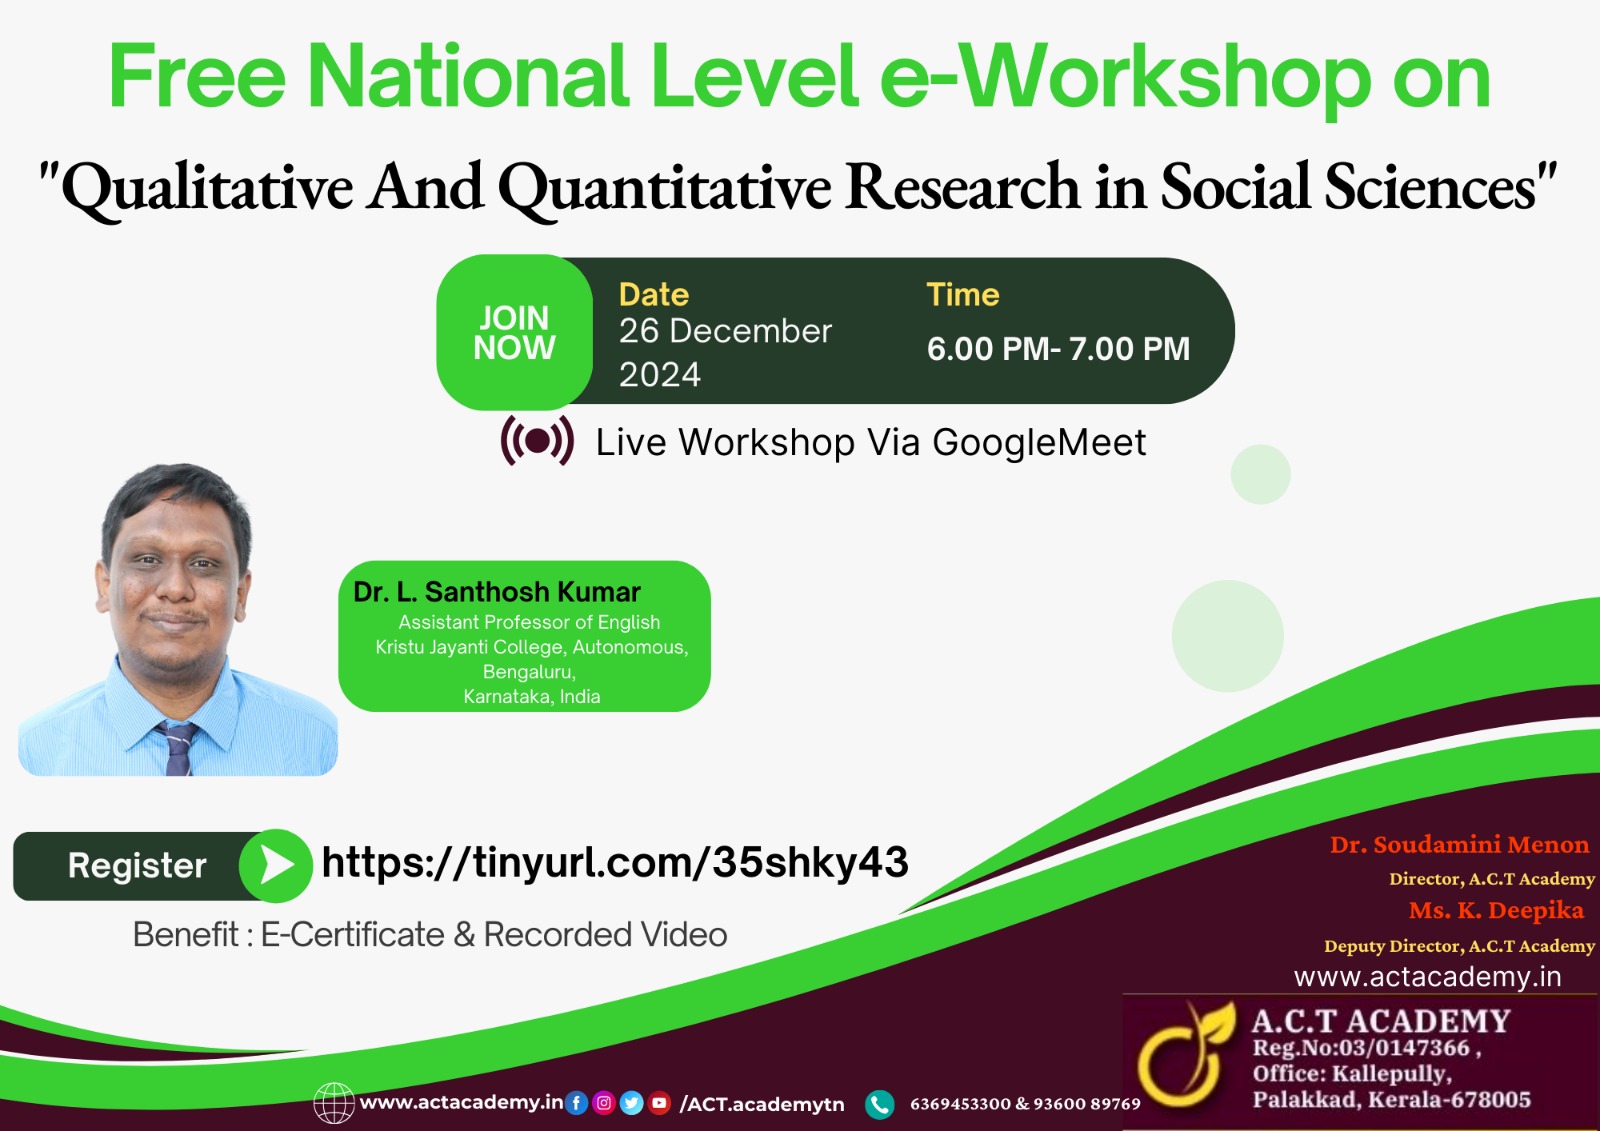 Free National Level e-Workshop on
"Qualitative And Quantitative Research in Social Sciences"
JOIN
NOW
Date
26 December
2024
Time
6.00 PM- 7.00 PM
Live Workshop Via GoogleMeet
Dr. L. Santhosh Kumar
Assistant Professor of English
Kristu Jayanti College, Autonomous,
Bengaluru,
Karnataka, India
Register
https://tinyurl.com/35shky43
Benefit : E-Certificate & Recorded Video
Dr. Soudamini Menon
Director, A.C.T Academy
Ms. K. Deepika
Deputy Director, A.C.T Academy
www.actacademy.in
A.C.T ACADEMY
Reg.No:03/0147366 ,
Office: Kallepully,
Palakkad, Kerala-678005
www.actacademy.in
/ACT.academytn
6369453300 & 93600 89769